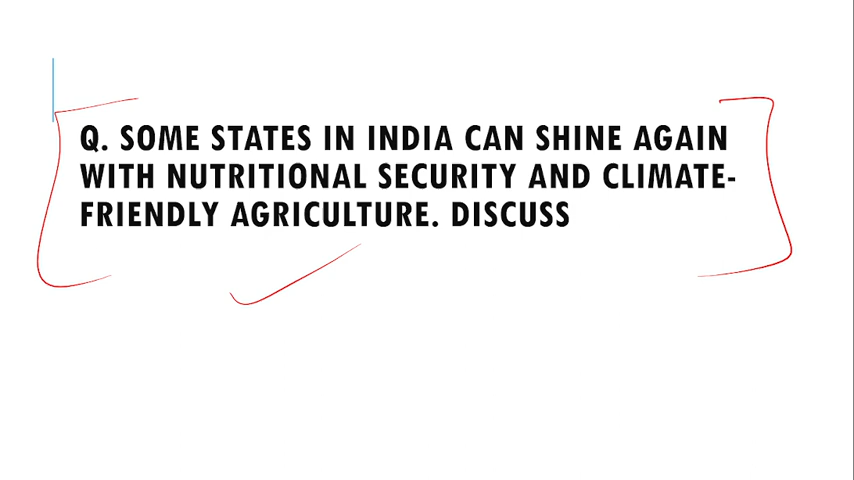 Q. SOME STATES IN INDIA CAN SHINE AGAIN
WITH NUTRITIONAL SECURITY AND CLIMATE-
FRIENDLY AGRICULTURE. DISCUSS